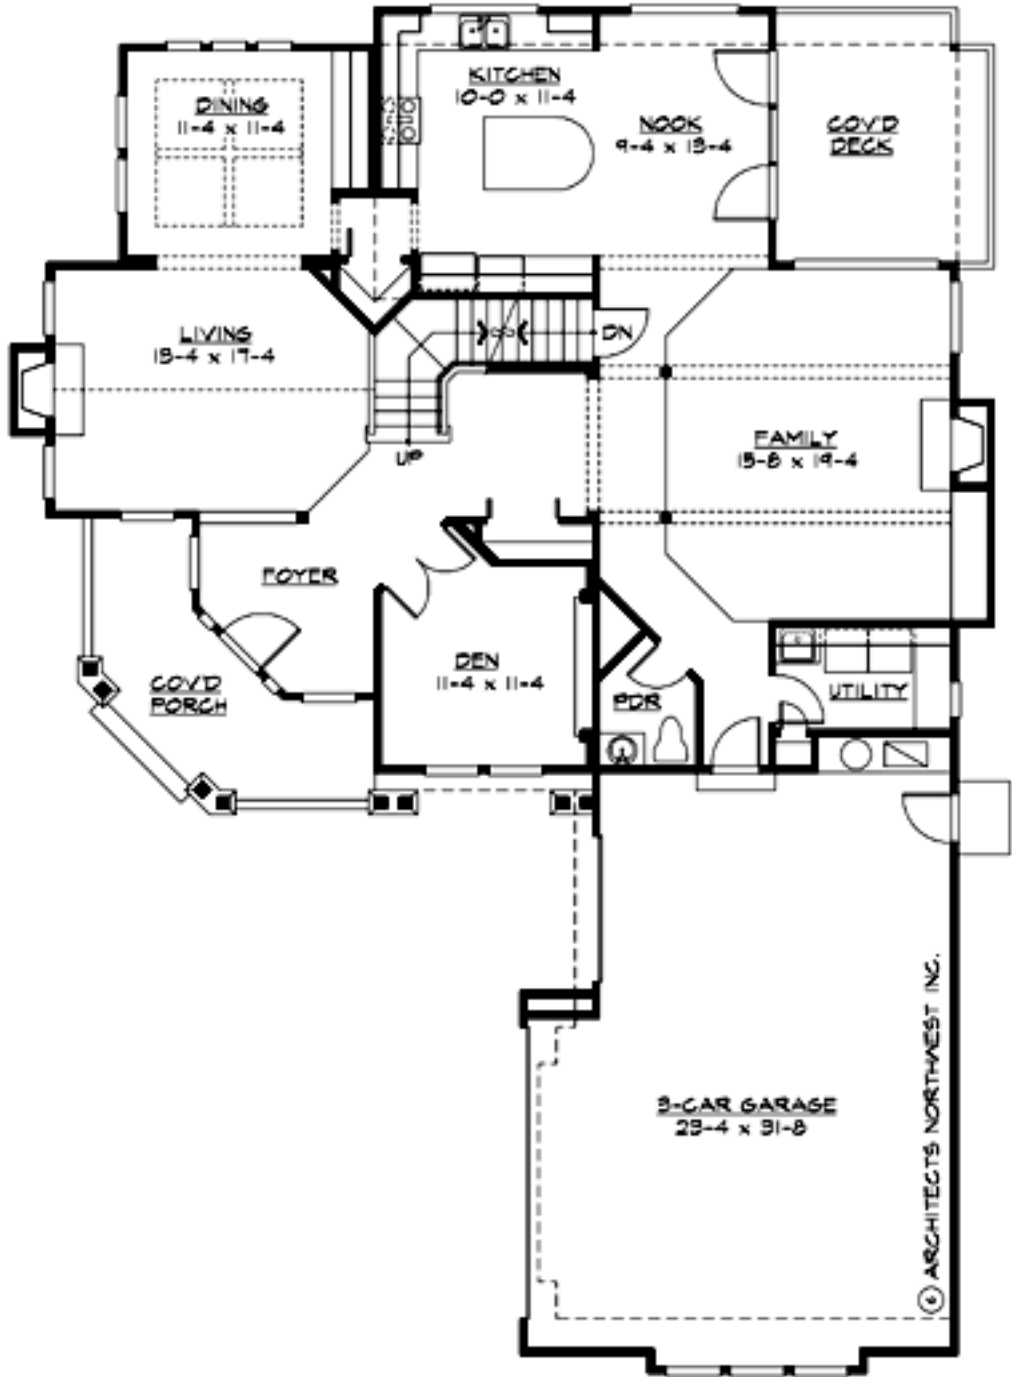 KITCHEN
10-0 x 11-4
DINING
11-4 x 11-4
NOOK
9-4 x 13-4
COV'D
DECK
LIVING
13-4 x 17-4
DN
UP
FAMILY
15-8 x 19-4
FOYER
DEN
11-4 x 11-4
COV'D
PORCH
PDR
UTILITY
3-CAR GARAGE
23-4 x 31-8
© ARCHITECTS NORTHWEST INC.